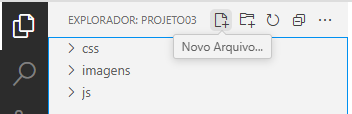 EXPLORADOR: PROJETO03
Novo Arquivo...
css
imagens
js